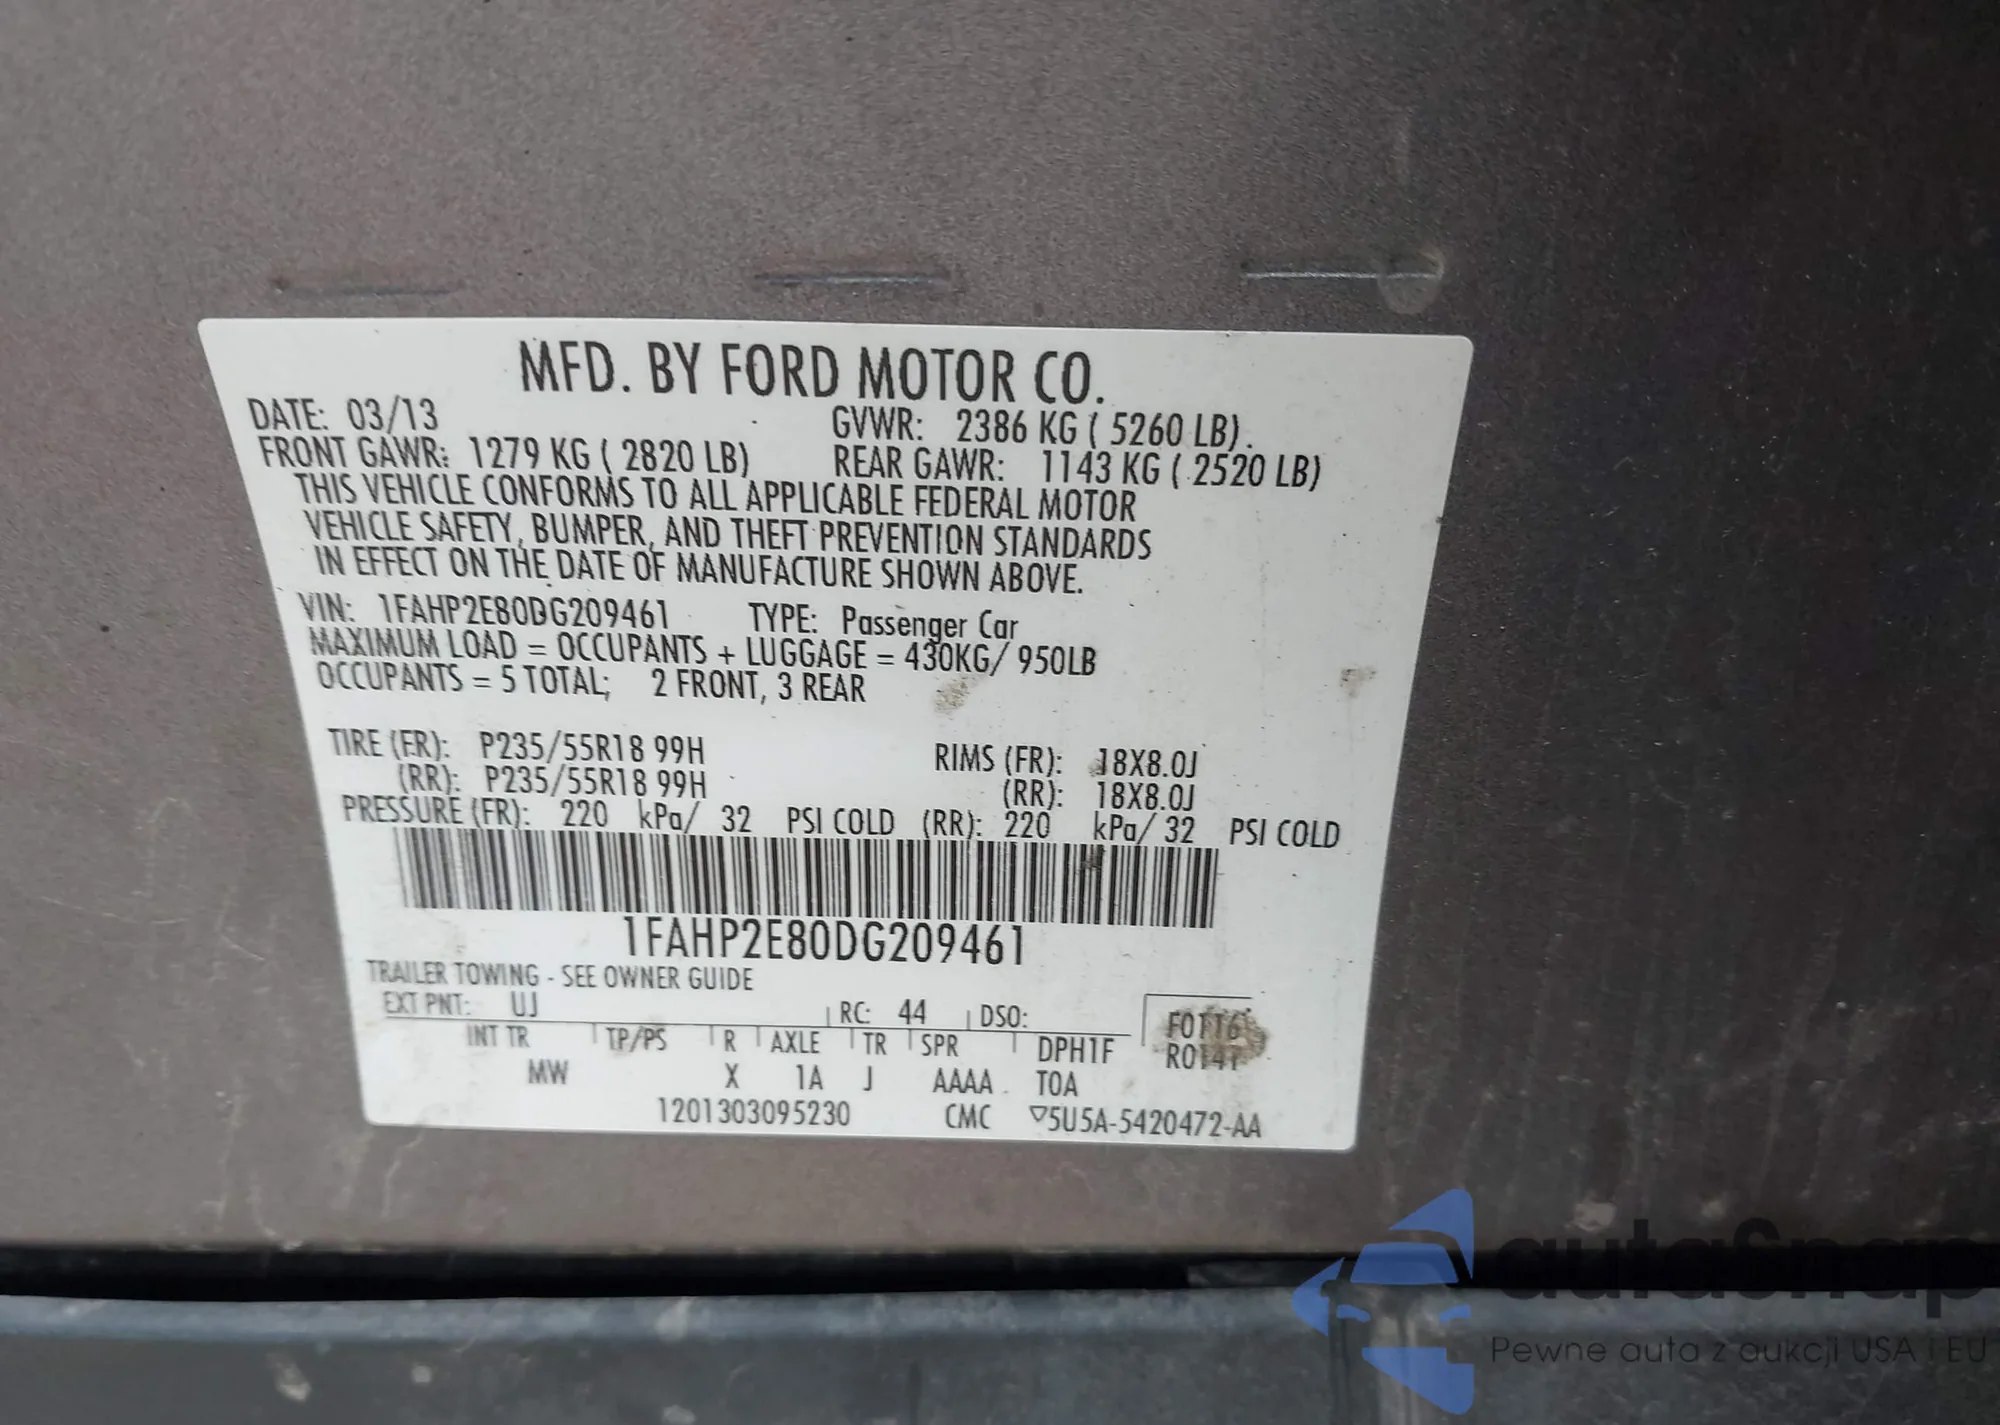 MFD. BY FORD MOTOR CO.
DATE: 03/13 GVWR: 2386 KG ( 5260 LB).
FRONT GAWR: 1279 KG ( 2820 LB) REAR GAWR: 1143 KG ( 2520 LB)
THIS VEHICLE CONFORMS TO ALL APPLICABLE FEDERAL MOTOR
VEHICLE SAFETY, BUMPER, AND THEFT PREVENTION STANDARDS
IN EFFECT ON THE DATE OF MANUFACTURE SHOWN ABOVE.
VIN: 1FAHP2E80DG209461 TYPE: Passenger Car
MAXIMUM LOAD = OCCUPANTS + LUGGAGE = 430KG/ 950LB
OCCUPANTS = 5 TOTAL; 2 FRONT, 3 REAR
TIRE (FR): P235/55R18 99H RIMS (FR): 18X8.0J
(RR): P235/55R18 99H (RR): 18X8.0J
PRESSURE (FR): 220 kPa/ 32 PSI COLD (RR): 220 kPa/ 32 PSI COLD
1FAHP2E80DG209461
TRAILER TOWING - SEE OWNER GUIDE
EXT PNT: UJ RC: 44 DSO:
INT TR TP/PS R AXLE TR SPR DPH1F
MW X 1A J AAAA TOA
1201303095230 CMC ▽5U5A-5420472-AA
autoSnap
Pewne auta z aukcji USA i EU